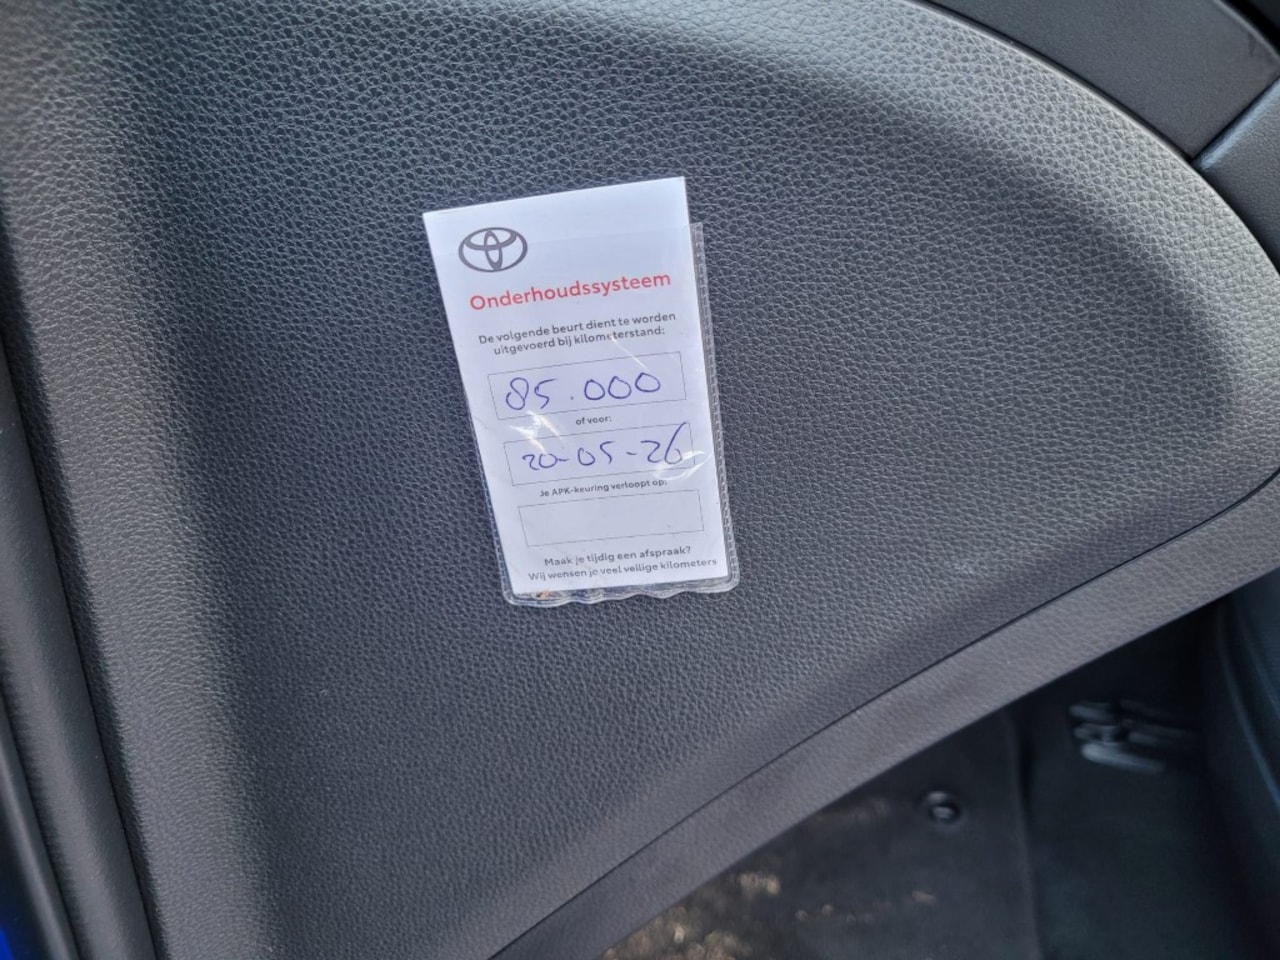 Onderhoudssysteem
De volgende beurt dient te worden
uitgevoerd bij kilometerstand:
85.000
of voor:
20-05-26
Je APK-keuring verloopt op:
Maak je tijdig een afspraak?
Wij wensen je veel veilige kilometers